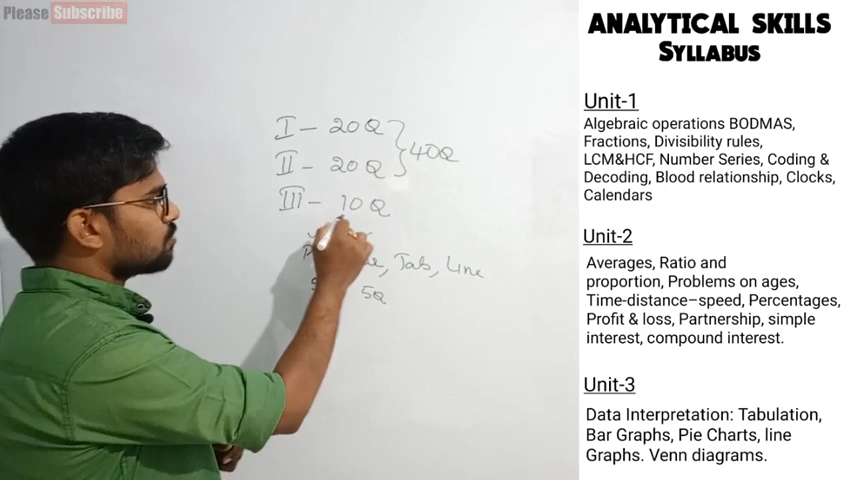 Please Subscribe
I - 20Q
II - 20Q
40Q
III - 10Q
Tab, Line
5Q
ANALYTICAL SKILLS
SYLLABUS
Unit-1
Algebraic operations BODMAS,
Fractions, Divisibility rules,
LCM&HCF, Number Series, Coding &
Decoding, Blood relationship, Clocks,
Calendars
Unit-2
Averages, Ratio and
proportion, Problems on ages,
Time-distance–speed, Percentages,
Profit & loss, Partnership, simple
interest, compound interest.
Unit-3
Data Interpretation: Tabulation,
Bar Graphs, Pie Charts, line
Graphs. Venn diagrams.